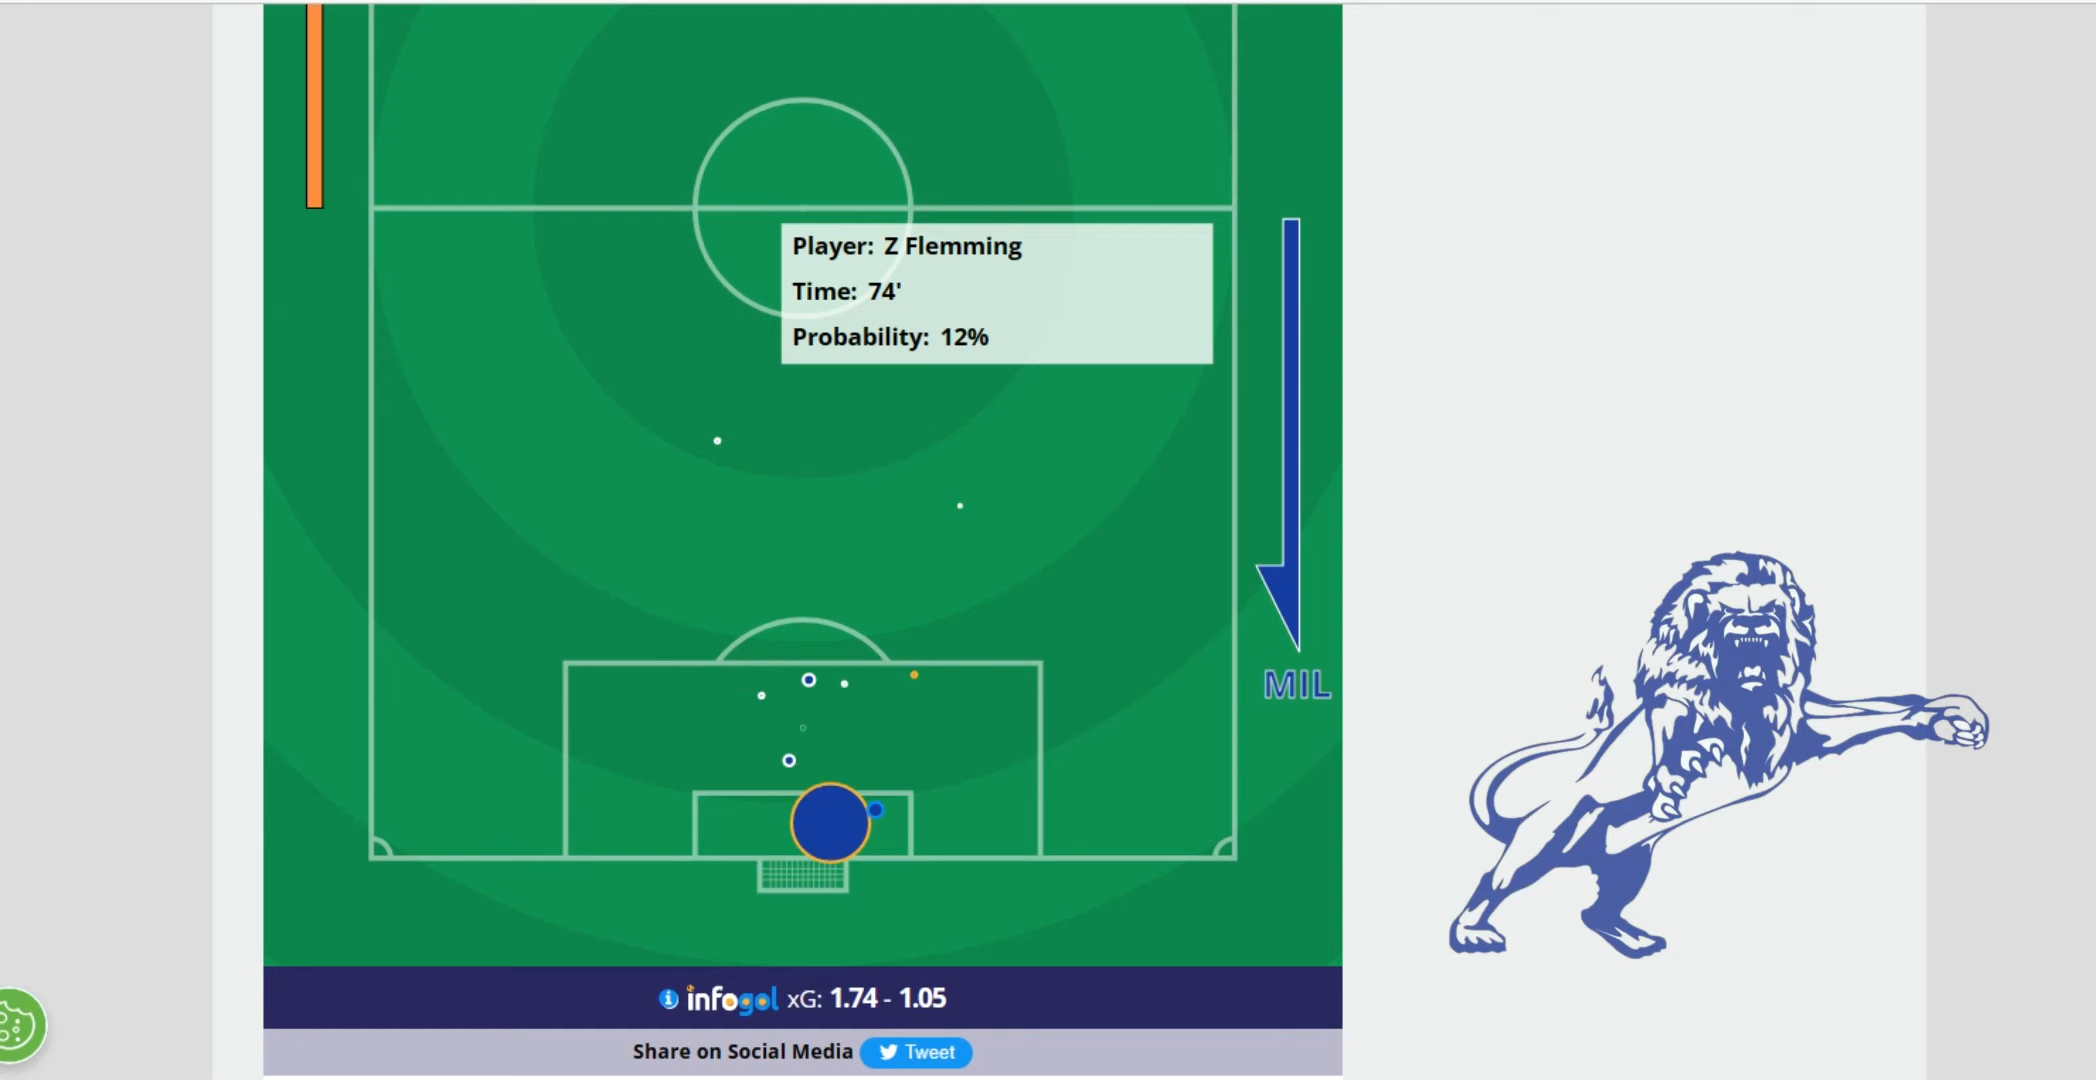 Player: Z Flemming
Time: 74'
Probability: 12%
MIL
infogol xG: 1.74 - 1.05
Share on Social Media Tweet